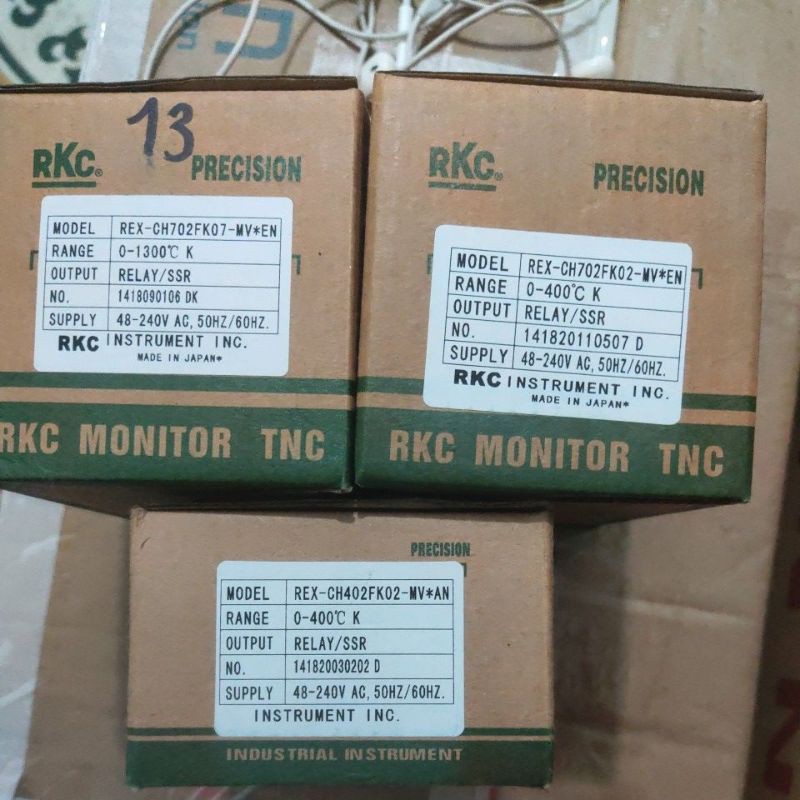 13
RKC® PRECISION
MODEL REX-CH702FK07-MV*EN
RANGE 0-1300℃ K
OUTPUT RELAY/SSR
NO. 1418090106 DK
SUPPLY 48-240V AC, 50HZ/60HZ.
RKC INSTRUMENT INC.
MADE IN JAPAN*
RKC MONITOR TNC
RKC® PRECISION
MODEL REX-CH702FK02-MV*EN
RANGE 0-400℃ K
OUTPUT RELAY/SSR
NO. 141820110507 D
SUPPLY 48-240V AC, 50HZ/60HZ.
RKC INSTRUMENT INC.
MADE IN JAPAN*
RKC MONITOR TNC
PRECISION
MODEL REX-CH402FK02-MV*AN
RANGE 0-400℃ K
OUTPUT RELAY/SSR
NO. 141820030202 D
SUPPLY 48-240V AC, 50HZ/60HZ.
INSTRUMENT INC.
INDUSTRIAL INSTRUMENT